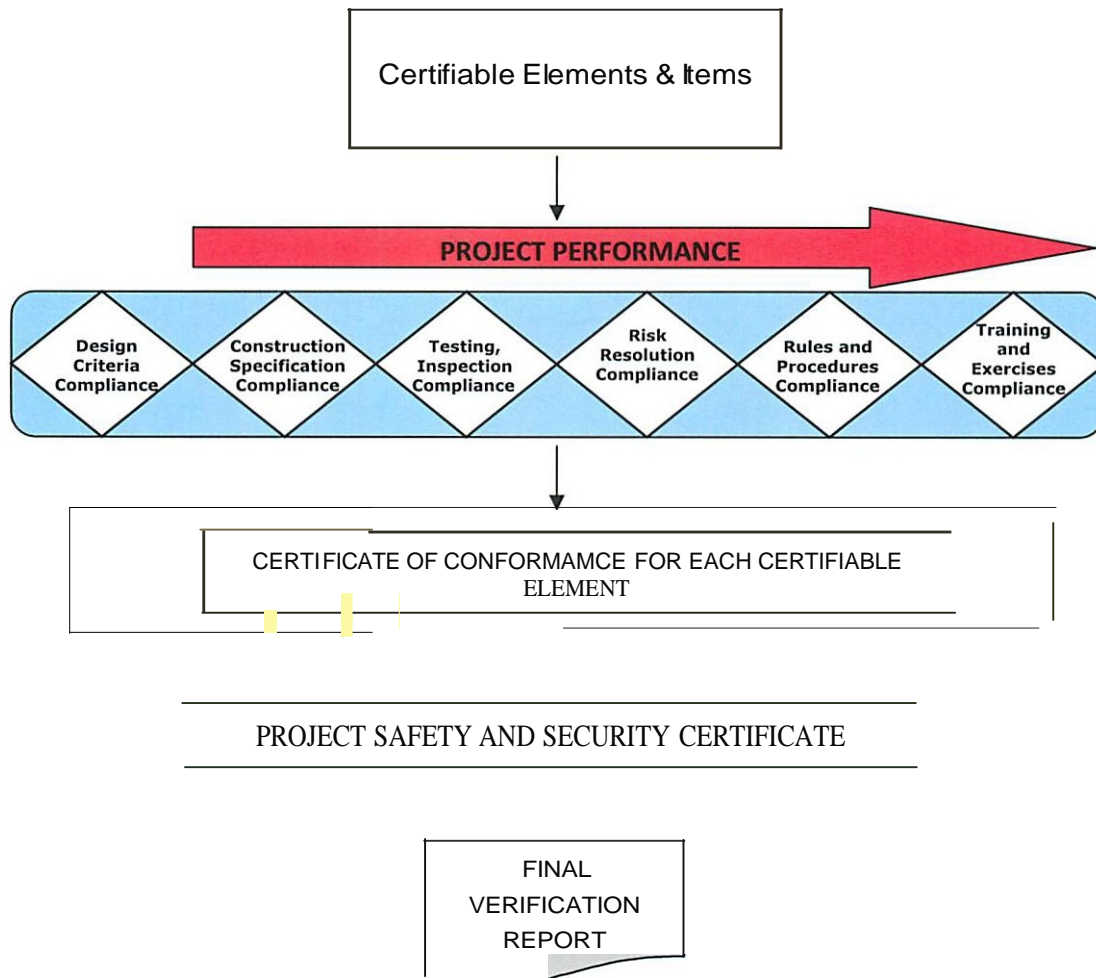 Certifiable Elements & Items
PROJECT PERFORMANCE
Design
Criteria
Compliance
Construction
Specification
Compliance
Testing,
Inspection
Compliance
Risk
Resolution
Compliance
Rules and
Procedures
Compliance
Training
and
Exercises
Compliance
CERTIFICATE OF CONFORMAMCE FOR EACH CERTIFIABLE
ELEMENT
PROJECT SAFETY AND SECURITY CERTIFICATE
FINAL
VERIFICATION
REPORT